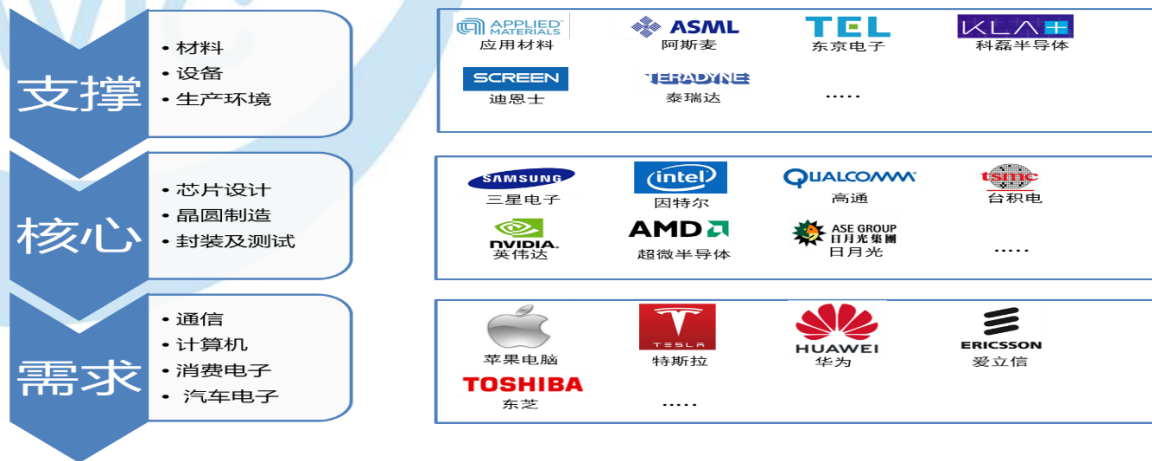 支撑
• 材料
• 设备
• 生产环境
APPLIED MATERIALS
应用材料
ASML
阿斯麦
TEL
东京电子
KLA
科磊半导体
SCREEN
迪恩士
TERADYNE
泰瑞达
.....
核心
• 芯片设计
• 晶圆制造
• 封装及测试
SAMSUNG
三星电子
intel
因特尔
QUALCOMM
高通
tsmc
台积电
NVIDIA.
英伟达
AMD
超微半导体
ASE GROUP
日月光集團
日月光
.....
需求
• 通信
• 计算机
• 消费电子
• 汽车电子
苹果电脑
TESLA
特斯拉
HUAWEI
华为
ERICSSON
爱立信
TOSHIBA
东芝
.....